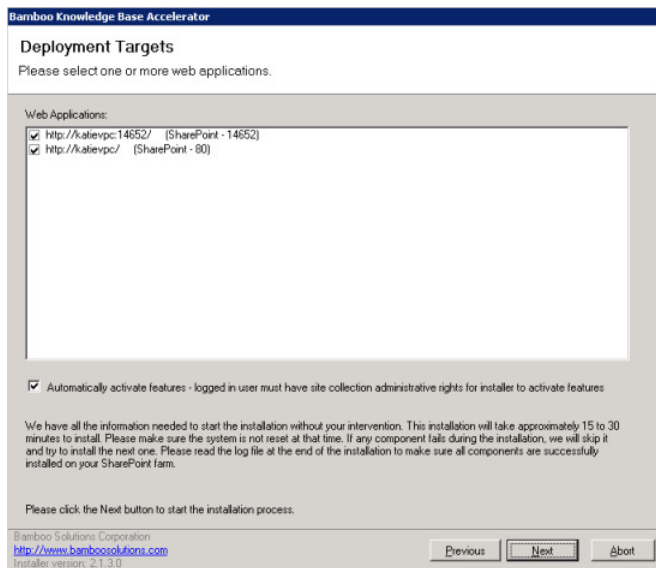 Bamboo Knowledge Base Accelerator
Deployment Targets
Please select one or more web applications.
Web Applications:
http://katievpc:14652/ (SharePoint - 14652)
http://katievpc/ (SharePoint - 80)
Automatically activate features - logged in user must have site collection administrative rights for installer to activate features
We have all the information needed to start the installation without your intervention. This installation will take approximately 15 to 30
minutes to install. Please make sure the system is not reset at that time. If any component fails during the installation, we will skip it
and try to install the next one. Please read the log file at the end of the installation to make sure all components are successfully
installed on your SharePoint farm.
Please click the Next button to start the installation process.
Bamboo Solutions Corporation
http://www.bamboosolutions.com
Installer version: 2.1.3.0
Previous Next Abort